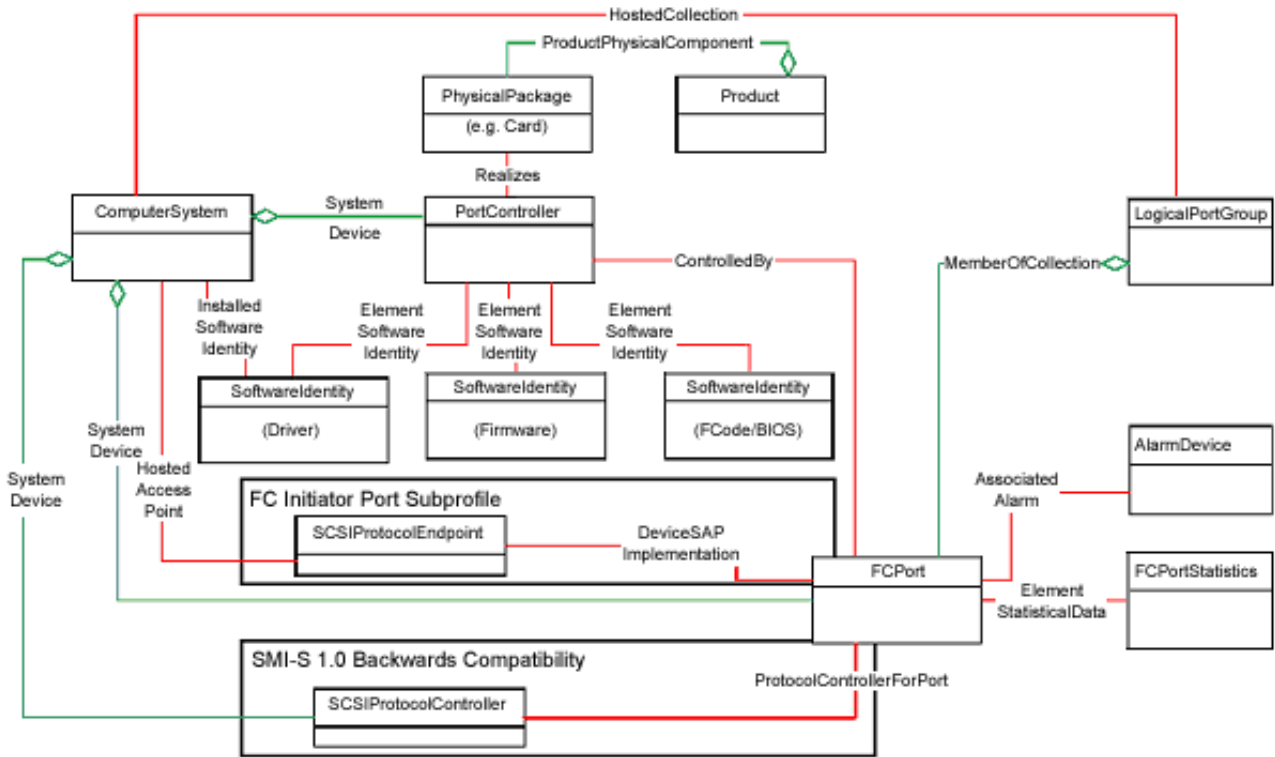 HostedCollection
ProductPhysicalComponent
PhysicalPackage
(e.g. Card)
Product
Realizes
ComputerSystem
System
Device
PortController
LogicalPortGroup
ControlledBy
MemberOfCollection
Installed
Software
Identity
Element
Software
Identity
Element
Software
Identity
Element
Software
Identity
SoftwareIdentity
(Driver)
SoftwareIdentity
(Firmware)
SoftwareIdentity
(FCode/BIOS)
System
Device
System
Device
Hosted
Access
Point
AlarmDevice
Associated
Alarm
FC Initiator Port Subprofile
SCSIProtocolEndpoint
DeviceSAP
Implementation
FCPort
FCPortStatistics
Element
StatisticalData
SMI-S 1.0 Backwards Compatibility
ProtocolControllerForPort
SCSIProtocolController